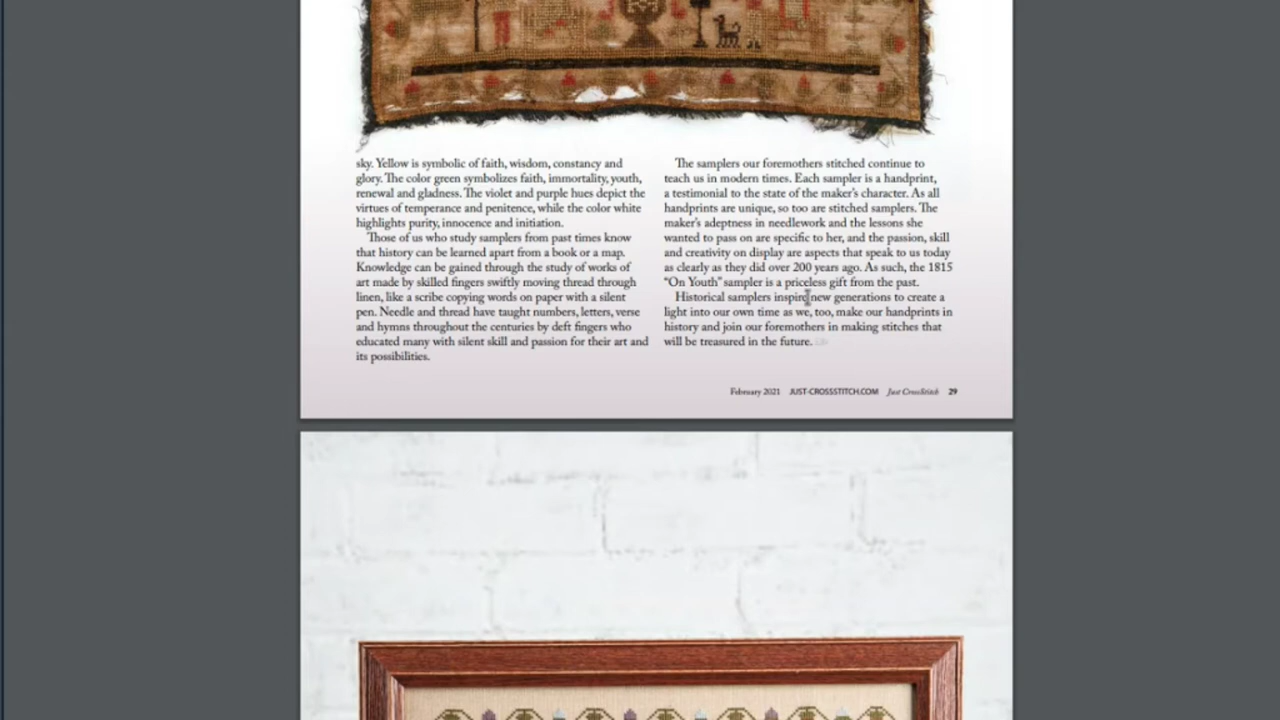 sky. Yellow is symbolic of faith, wisdom, constancy and
glory. The color green symbolizes faith, immortality, youth,
renewal and gladness. The violet and purple hues depict the
virtues of temperance and penitence, while the color white
highlights purity, innocence and initiation.
Those of us who study samplers from past times know
that history can be learned apart from a book or a map.
Knowledge can be gained through the study of works of
art made by skilled fingers swiftly moving thread through
linen, like a scribe copying words on paper with a silent
pen. Needle and thread have taught numbers, letters, verse
and hymns throughout the centuries by deft fingers who
educated many with silent skill and passion for their art and
its possibilities.
The samplers our foremothers stitched continue to
teach us in modern times. Each sampler is a handprint,
a testimonial to the state of the maker's character. As all
handprints are unique, so too are stitched samplers. The
maker's adeptness in needlework and the lessons she
wanted to pass on are specific to her, and the passion, skill
and creativity on display are aspects that speak to us today
as clearly as they did over 200 years ago. As such, the 1815
"On Youth" sampler is a priceless gift from the past.
Historical samplers inspire new generations to create a
light into our own time as we, too, make our handprints in
history and join our foremothers in making stitches that
will be treasured in the future.
February 2021 JUST-CROSSSTITCH.COM Just CrossStitch 29